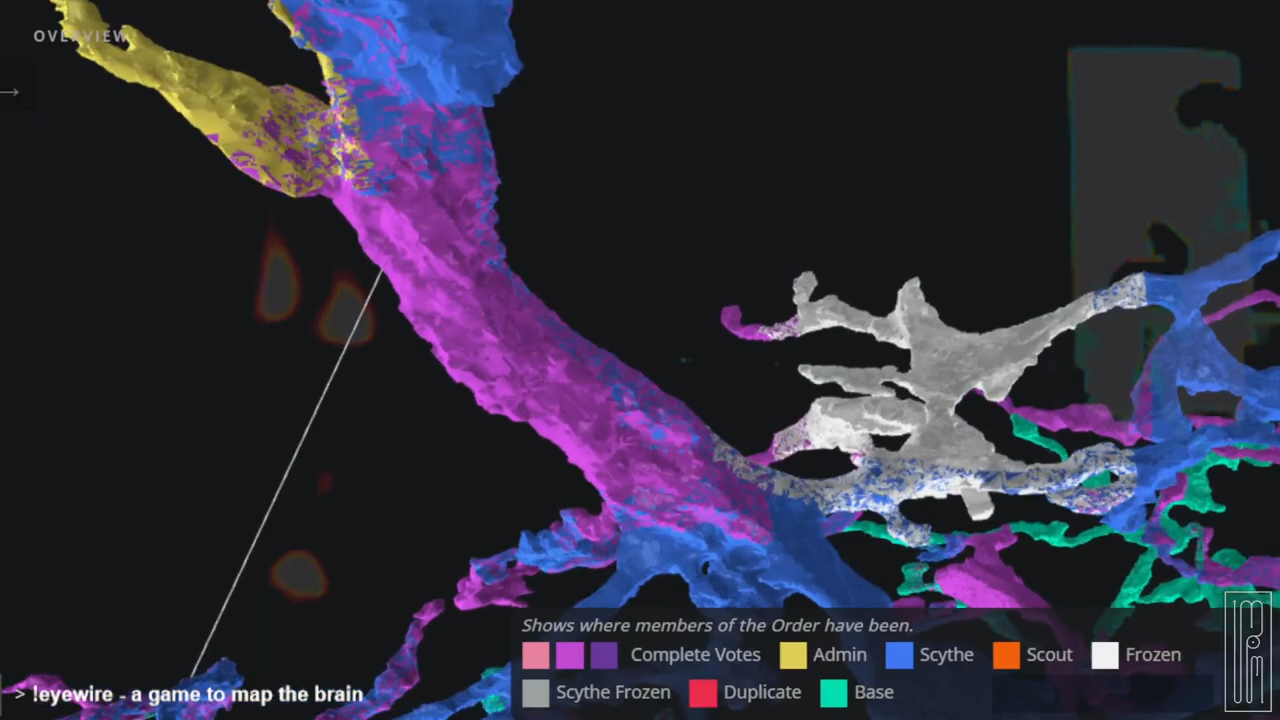 OVERVIEW
→
Shows where members of the Order have been.
Complete Votes Admin Scythe Scout Frozen
Scythe Frozen Duplicate Base
> !eyewire - a game to map the brain